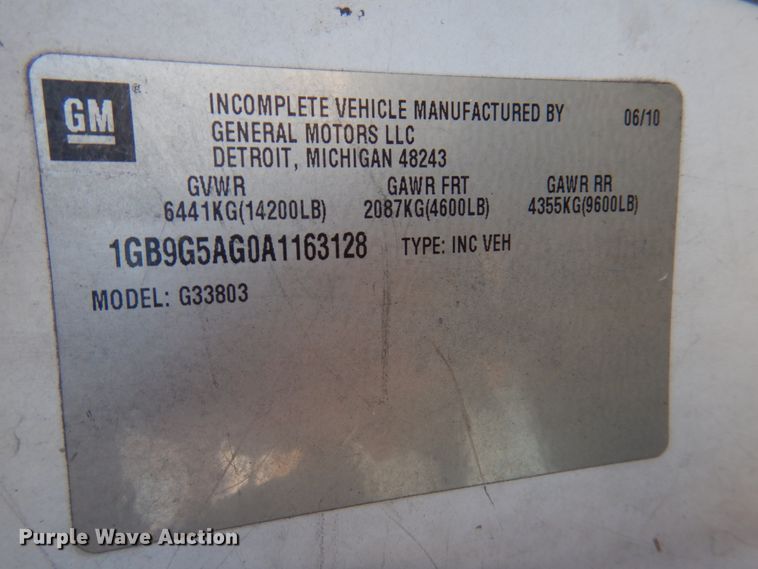 GM
INCOMPLETE VEHICLE MANUFACTURED BY 06/10
GENERAL MOTORS LLC
DETROIT, MICHIGAN 48243
GVWR GAWR FRT GAWR RR
6441KG(14200LB) 2087KG(4600LB) 4355KG(9600LB)
1GB9G5AG0A1163128 TYPE: INC VEH
MODEL: G33803
Purple Wave Auction